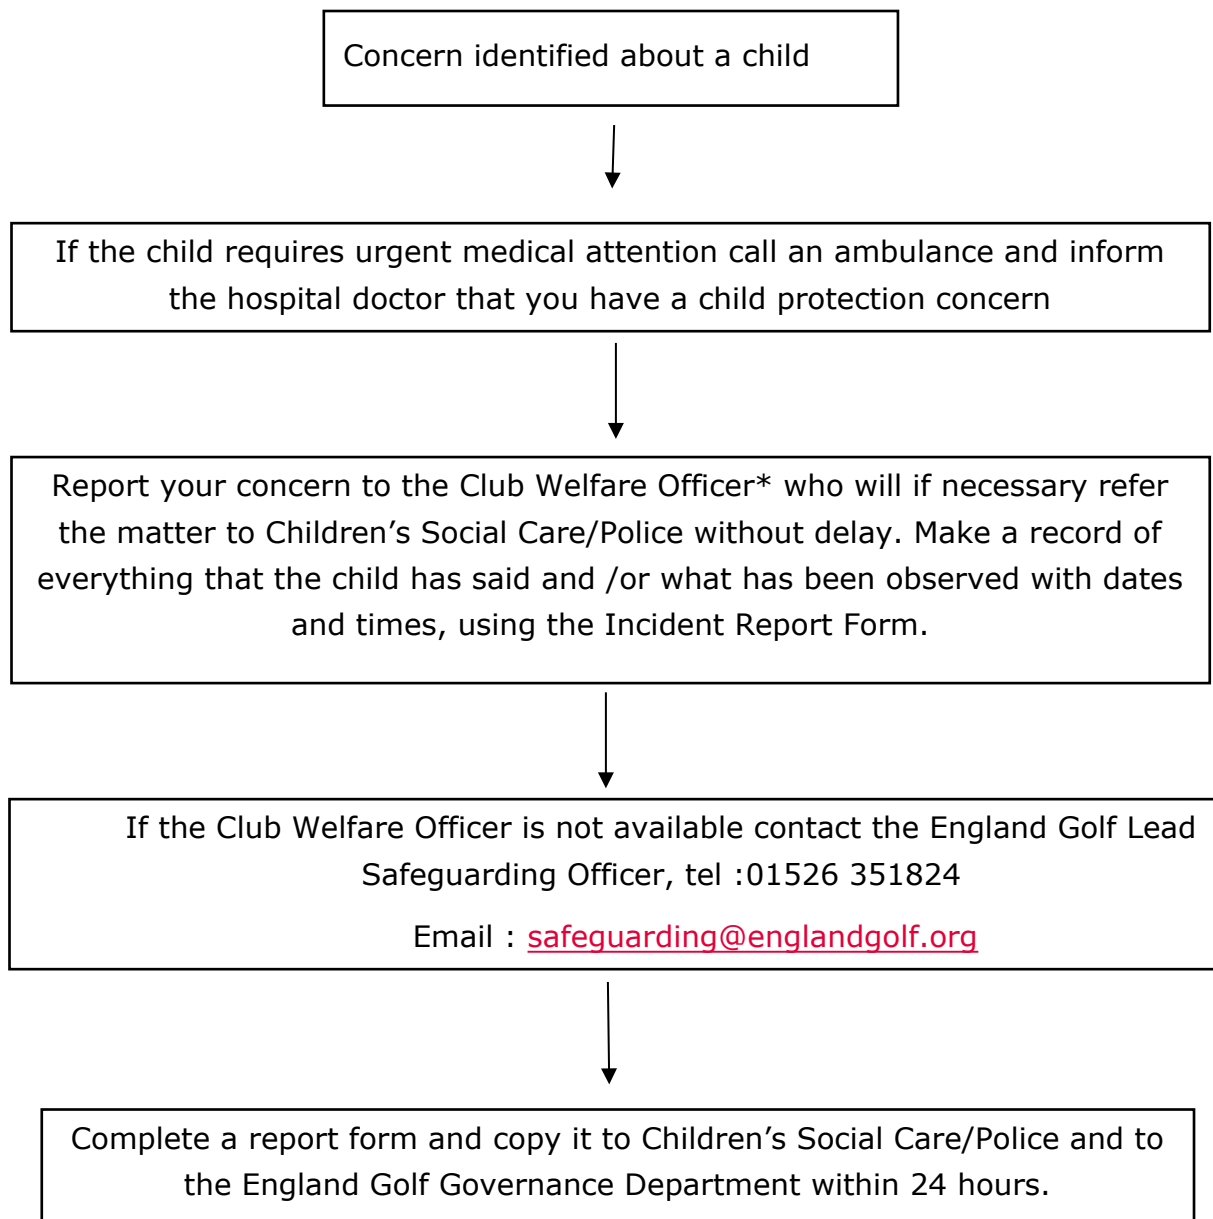 Concern identified about a child
If the child requires urgent medical attention call an ambulance and inform
the hospital doctor that you have a child protection concern
Report your concern to the Club Welfare Officer* who will if necessary refer
the matter to Children’s Social Care/Police without delay. Make a record of
everything that the child has said and /or what has been observed with dates
and times, using the Incident Report Form.
If the Club Welfare Officer is not available contact the England Golf Lead
Safeguarding Officer, tel :01526 351824
Email : safeguarding@englandgolf.org
Complete a report form and copy it to Children’s Social Care/Police and to
the England Golf Governance Department within 24 hours.